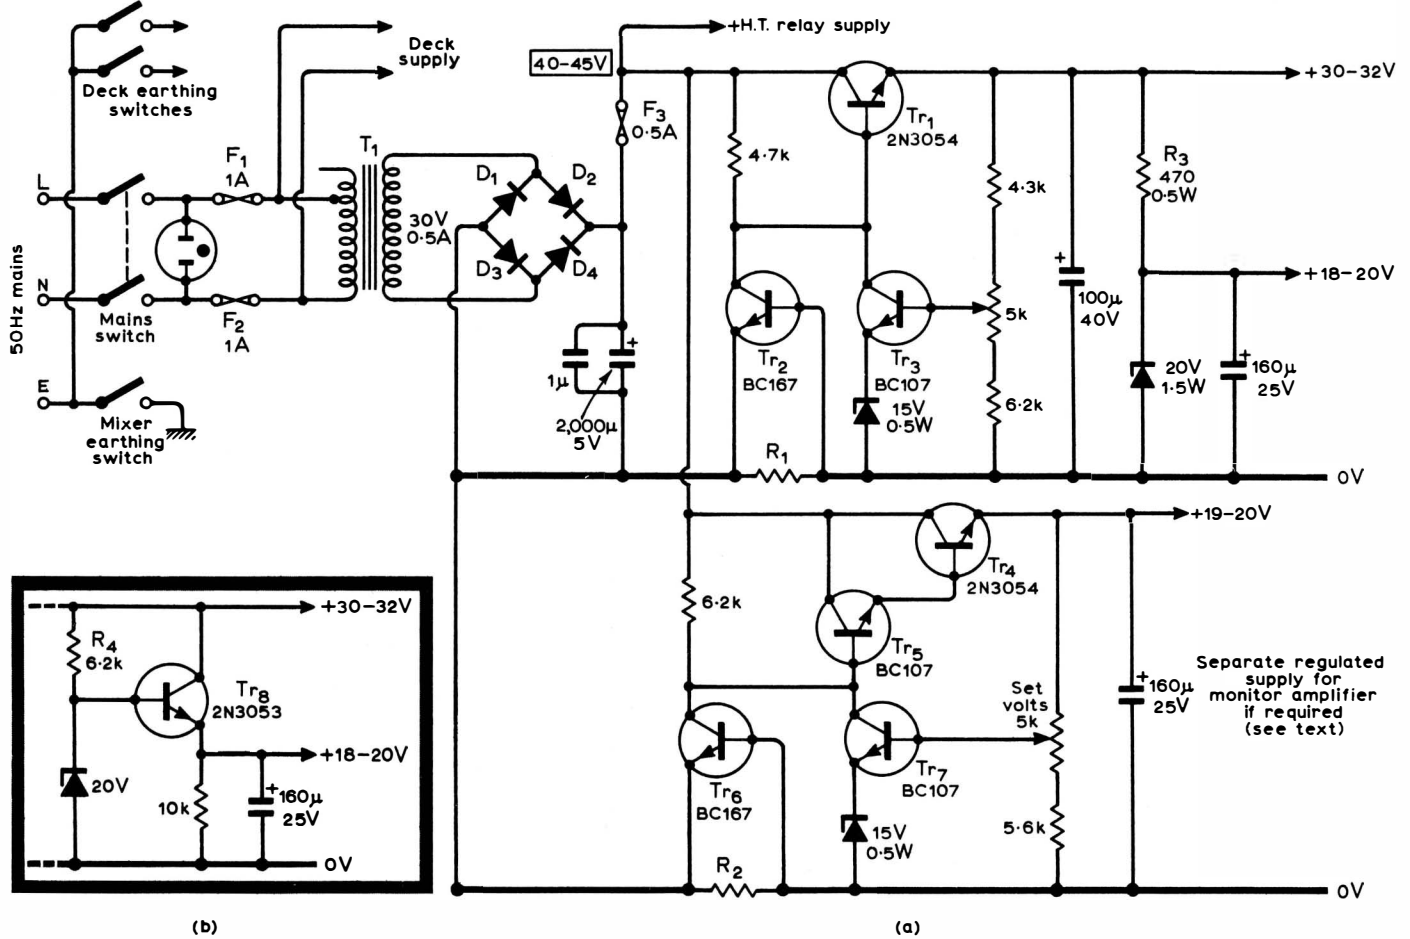 +H.T. relay supply
40-45V
Deck
supply
+30-32V
Deck earthing
switches
F3
0·5A
Tr1
2N3054
T1
F1
1A
L
4·7k
D1
D2
R3
470
0·5W
4·3k
30V
0·5A
D3
D4
50Hz mains
N
Mains
switch
F2
1A
+
100μ
40V
+18-20V
5k
Tr2
BC167
Tr3
BC107
15V
0·5W
20V
1·5W
+
160μ
25V
1μ
+
2,000μ
5V
6·2k
E
Mixer
earthing
switch
R1
0V
+19-20V
Tr4
2N3054
6·2k
Tr5
BC107
Set
volts
5k
+
160μ
25V
Separate regulated
supply for
monitor amplifier
if required
(see text)
Tr6
BC167
Tr7
BC107
15V
0·5W
5·6k
R2
0V
+30-32V
R4
6·2k
Tr8
2N3053
+18-20V
20V
10k
+
160μ
25V
0V
(b)
(a)